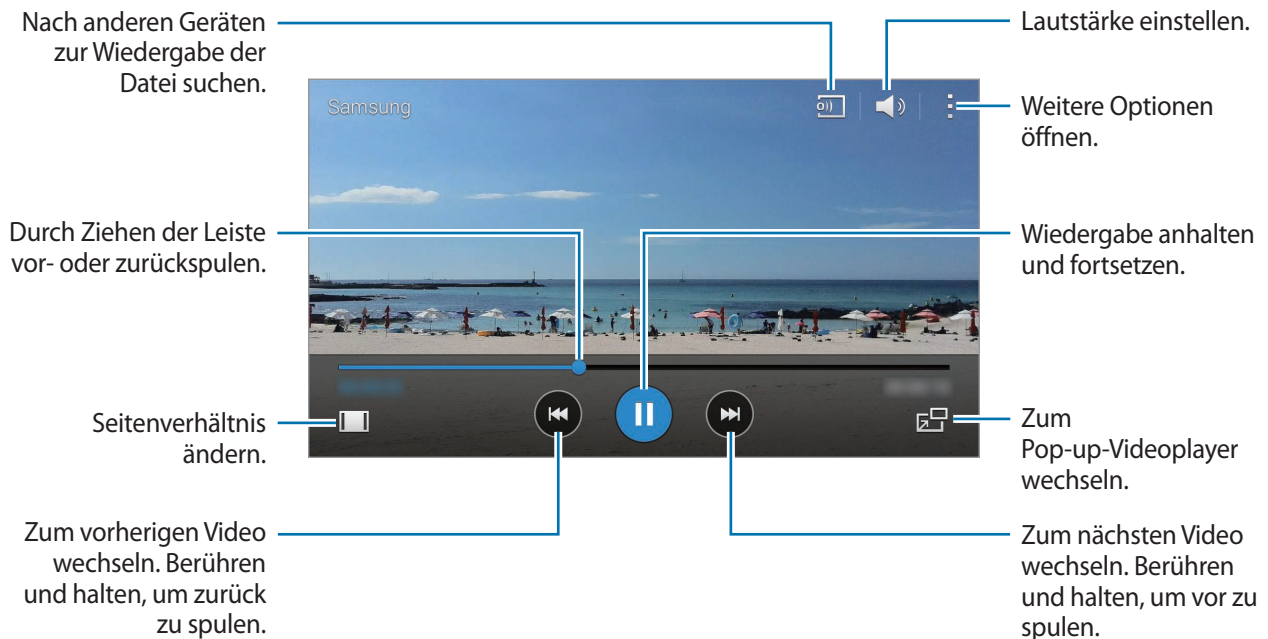 Nach anderen Geräten
zur Wiedergabe der
Datei suchen.
Lautstärke einstellen.
Samsung
Weitere Optionen
öffnen.
Durch Ziehen der Leiste
vor- oder zurückspulen.
Wiedergabe anhalten
und fortsetzen.
Seitenverhältnis
ändern.
Zum
Pop-up-Videoplayer
wechseln.
Zum vorherigen Video
wechseln. Berühren
und halten, um zurück
zu spulen.
Zum nächsten Video
wechseln. Berühren
und halten, um vor zu
spulen.